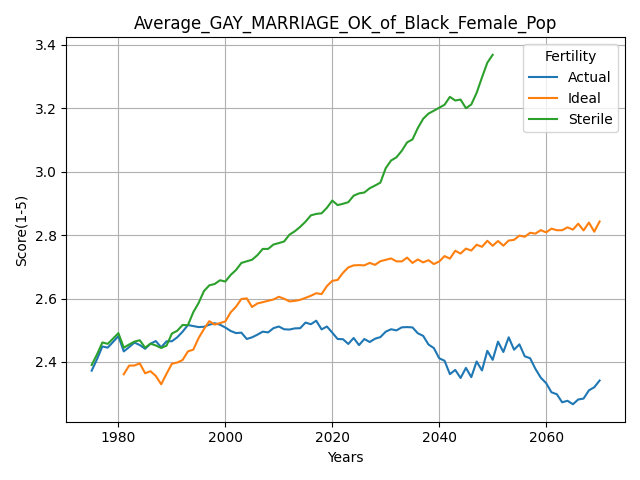 Average_GAY_MARRIAGE_OK_of_Black_Female_Pop
Score(1-5)
3.4
3.2
3.0
2.8
2.6
2.4
Fertility
Actual
Ideal
Sterile
1980
2000
2020
2040
2060
Years